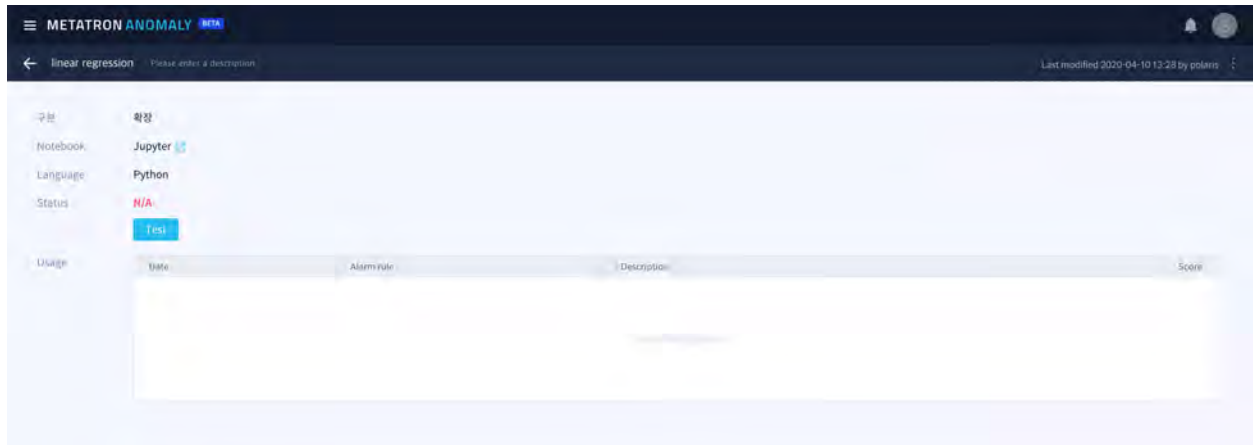 METATRON ANOMALY BETA
linear regression Please enter a description Last modified 2020-04-10 13:28 by polaris
구분 확장
Notebook Jupyter
Language Python
Status N/A
Test
Usage Date Alarm rule Description Score